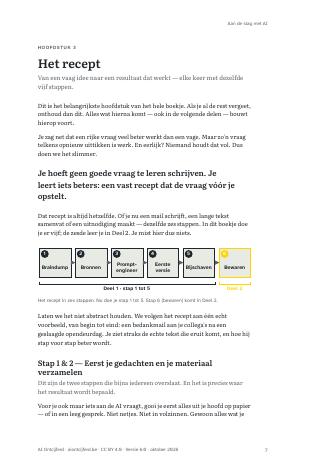 Aan de slag met AI
HOOFDSTUK 3
Het recept
Van een vaag idee naar een resultaat dat werkt — elke keer met dezelfde
vijf stappen.
Dit is het belangrijkste hoofdstuk van het hele boekje. Als je al de rest vergeet,
onthoud dan dit. Alles wat hierna komt — ook in de volgende delen — bouwt
hierop voort.
Je zag net dat een rijke vraag veel beter werkt dan een vage. Maar zo'n vraag
telkens opnieuw uittikken is werk. En eerlijk? Niemand houdt dat vol. Dus
doen we het slimmer.
Je hoeft geen goede vraag te leren schrijven. Je
leert iets beters: een vast recept dat de vraag vóór je
opstelt.
Dat recept is altijd hetzelfde. Of je nu een mail schrijft, een lange tekst
samenvat of een uitnodiging maakt — dezelfde zes stappen. In dit boekje doe
je er vijf; de zesde leer je in Deel 2. Je mist hier dus niets.
1 2 3 4 5 6
Braindump Bronnen Prompt-engineer Eerste versie Bijschaven Bewaren
Deel 1 · stap 1 tot 5 Deel 2
Het recept in zes stappen. Nu doe je stap 1 tot 5. Stap 6 (bewaren) komt in Deel 2.
Laten we het niet abstract houden. We volgen het recept aan één echt
voorbeeld, van begin tot eind: een bedankmail aan je collega's na een
geslaagde opendeurdag. Je ziet straks de echte tekst die eruit komt, en hoe hij
stap voor stap beter wordt.
Stap 1 & 2 — Eerst je gedachten en je materiaal
verzamelen
Dit zijn de twee stappen die bijna iedereen overslaat. En het is precies waar
het resultaat wordt bepaald.
Voor je ook maar iets aan de AI vraagt, gooi je eerst alles uit je hoofd op papier
— of in een leeg gesprek. Niet netjes. Niet in volzinnen. Gewoon alles wat je
CC BY 4.0 · Versie 6.0 · oktober 2026
7